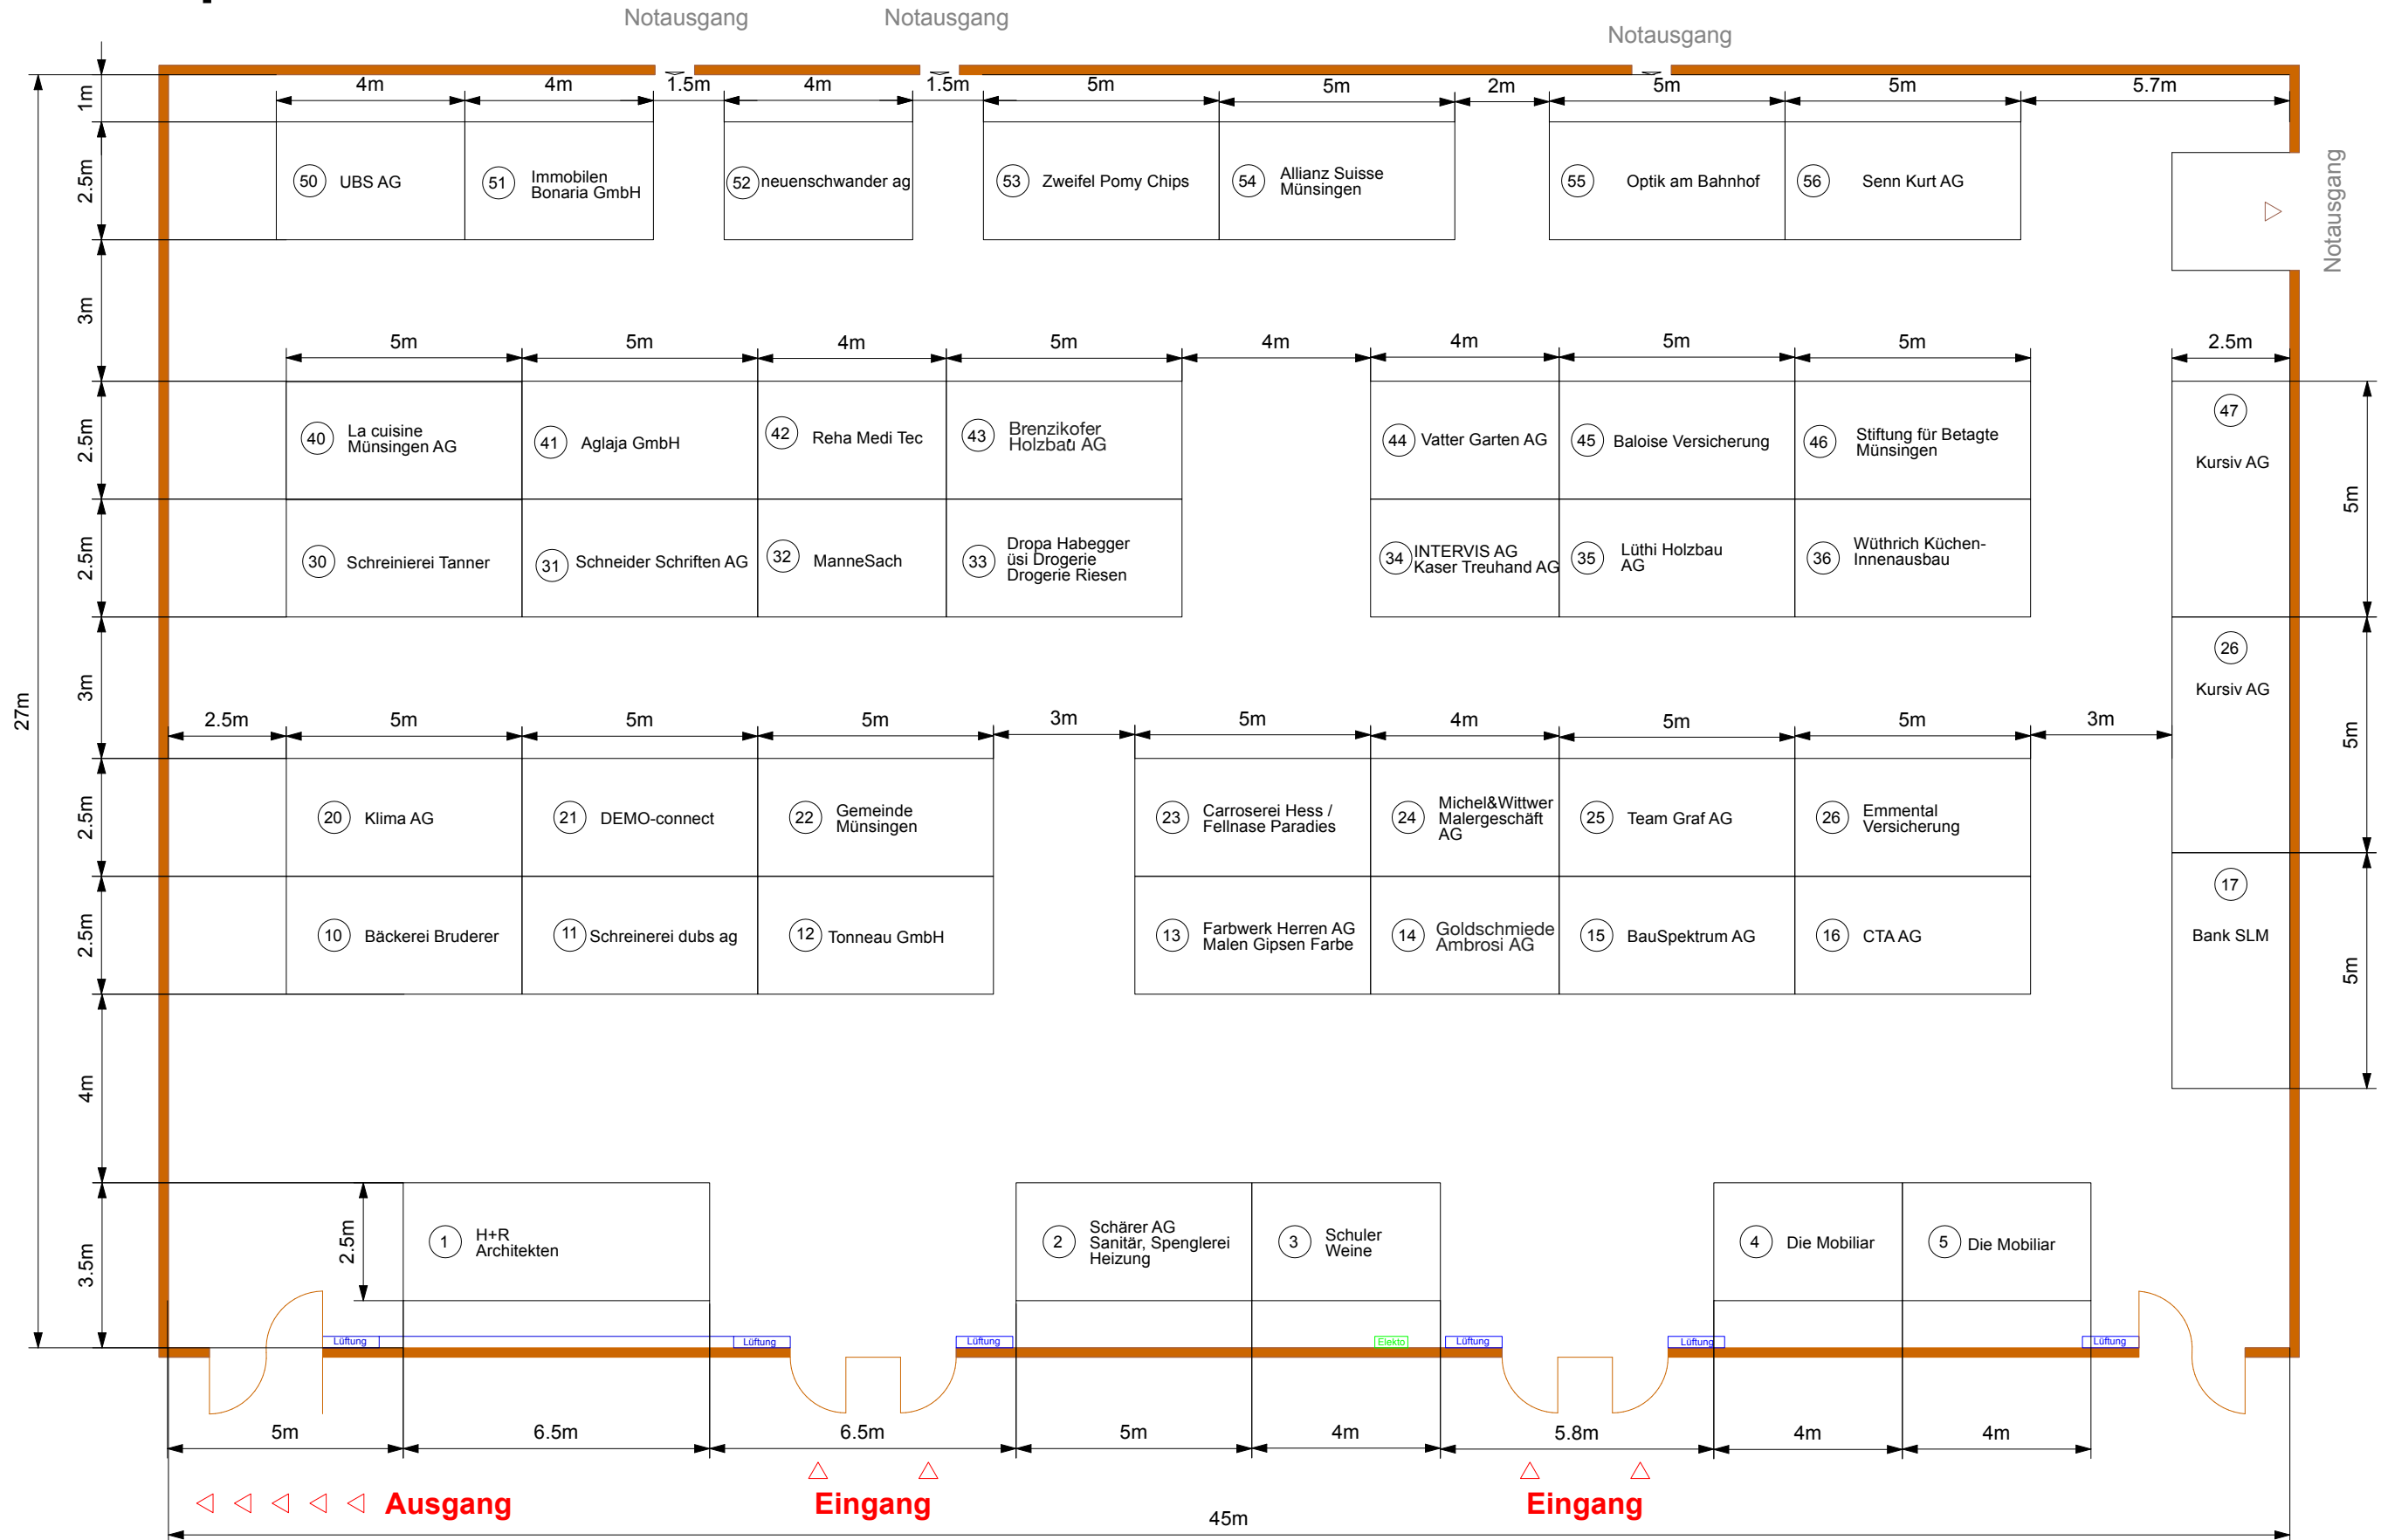 Notausgang
Notausgang
Notausgang
4m
4m
1.5m
4m
1.5m
5m
5m
2m
5m
5m
5.7m
1m
2.5m
50
UBS AG
51
Immobilen
Bonaria GmbH
52
neuenschwander ag
53
Zweifel Pomy Chips
54
Allianz Suisse
Münsingen
55
Optik am Bahnhof
56
Senn Kurt AG
Notausgang
3m
5m
5m
4m
5m
4m
4m
5m
5m
2.5m
2.5m
40
La cuisine
Münsingen AG
41
Aglaja GmbH
42
Reha Medi Tec
43
Brenzikofer
Holzbau AG
44
Vatter Garten AG
45
Baloise Versicherung
46
Stiftung für Betagte
Münsingen
47
Kursiv AG
5m
2.5m
30
Schreinierei Tanner
31
Schneider Schriften AG
32
ManneSach
33
Dropa Habegger
üsi Drogerie
Drogerie Riesen
34
INTERVIS AG
Kaser Treuhand AG
35
Lüthi Holzbau
AG
36
Wüthrich Küchen-
Innenausbau
27m
3m
26
Kursiv AG
5m
2.5m
5m
5m
5m
3m
5m
4m
5m
5m
3m
2.5m
20
Klima AG
21
DEMO-connect
22
Gemeinde
Münsingen
23
Carroserei Hess /
Fellnase Paradies
24
Michel&Wittwer
Malergeschäft
AG
25
Team Graf AG
26
Emmental
Versicherung
2.5m
10
Bäckerei Bruderer
11
Schreinerei dubs ag
12
Tonneau GmbH
13
Farbwerk Herren AG
Malen Gipsen Farbe
14
Goldschmiede
Ambrosi AG
15
BauSpektrum AG
16
CTA AG
17
Bank SLM
5m
4m
3.5m
2.5m
1
H+R
Architekten
2
Schärer AG
Sanitär, Spenglerei
Heizung
3
Schuler
Weine
4
Die Mobiliar
5
Die Mobiliar
Lüftung
Lüftung
Lüftung
Elekto
Lüftung
Lüftung
Lüftung
5m
6.5m
6.5m
5m
4m
5.8m
4m
4m
Ausgang
Eingang
Eingang
45m